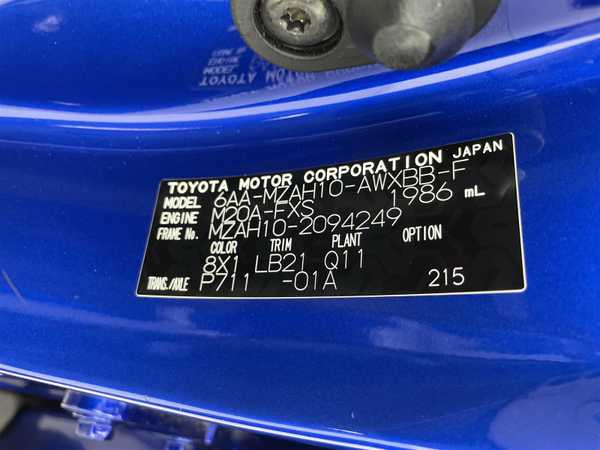 TOYOTA MOTOR CORPORATION JAPAN
MODEL 6AA-MZAH10-AWXBB-F
ENGINE M20A-FXS 1986 mL
FRAME No. MZAH10-2094249
COLOR TRIM PLANT OPTION
8X1 LB21 Q11
TRANS./AXLE P711 -01A 215